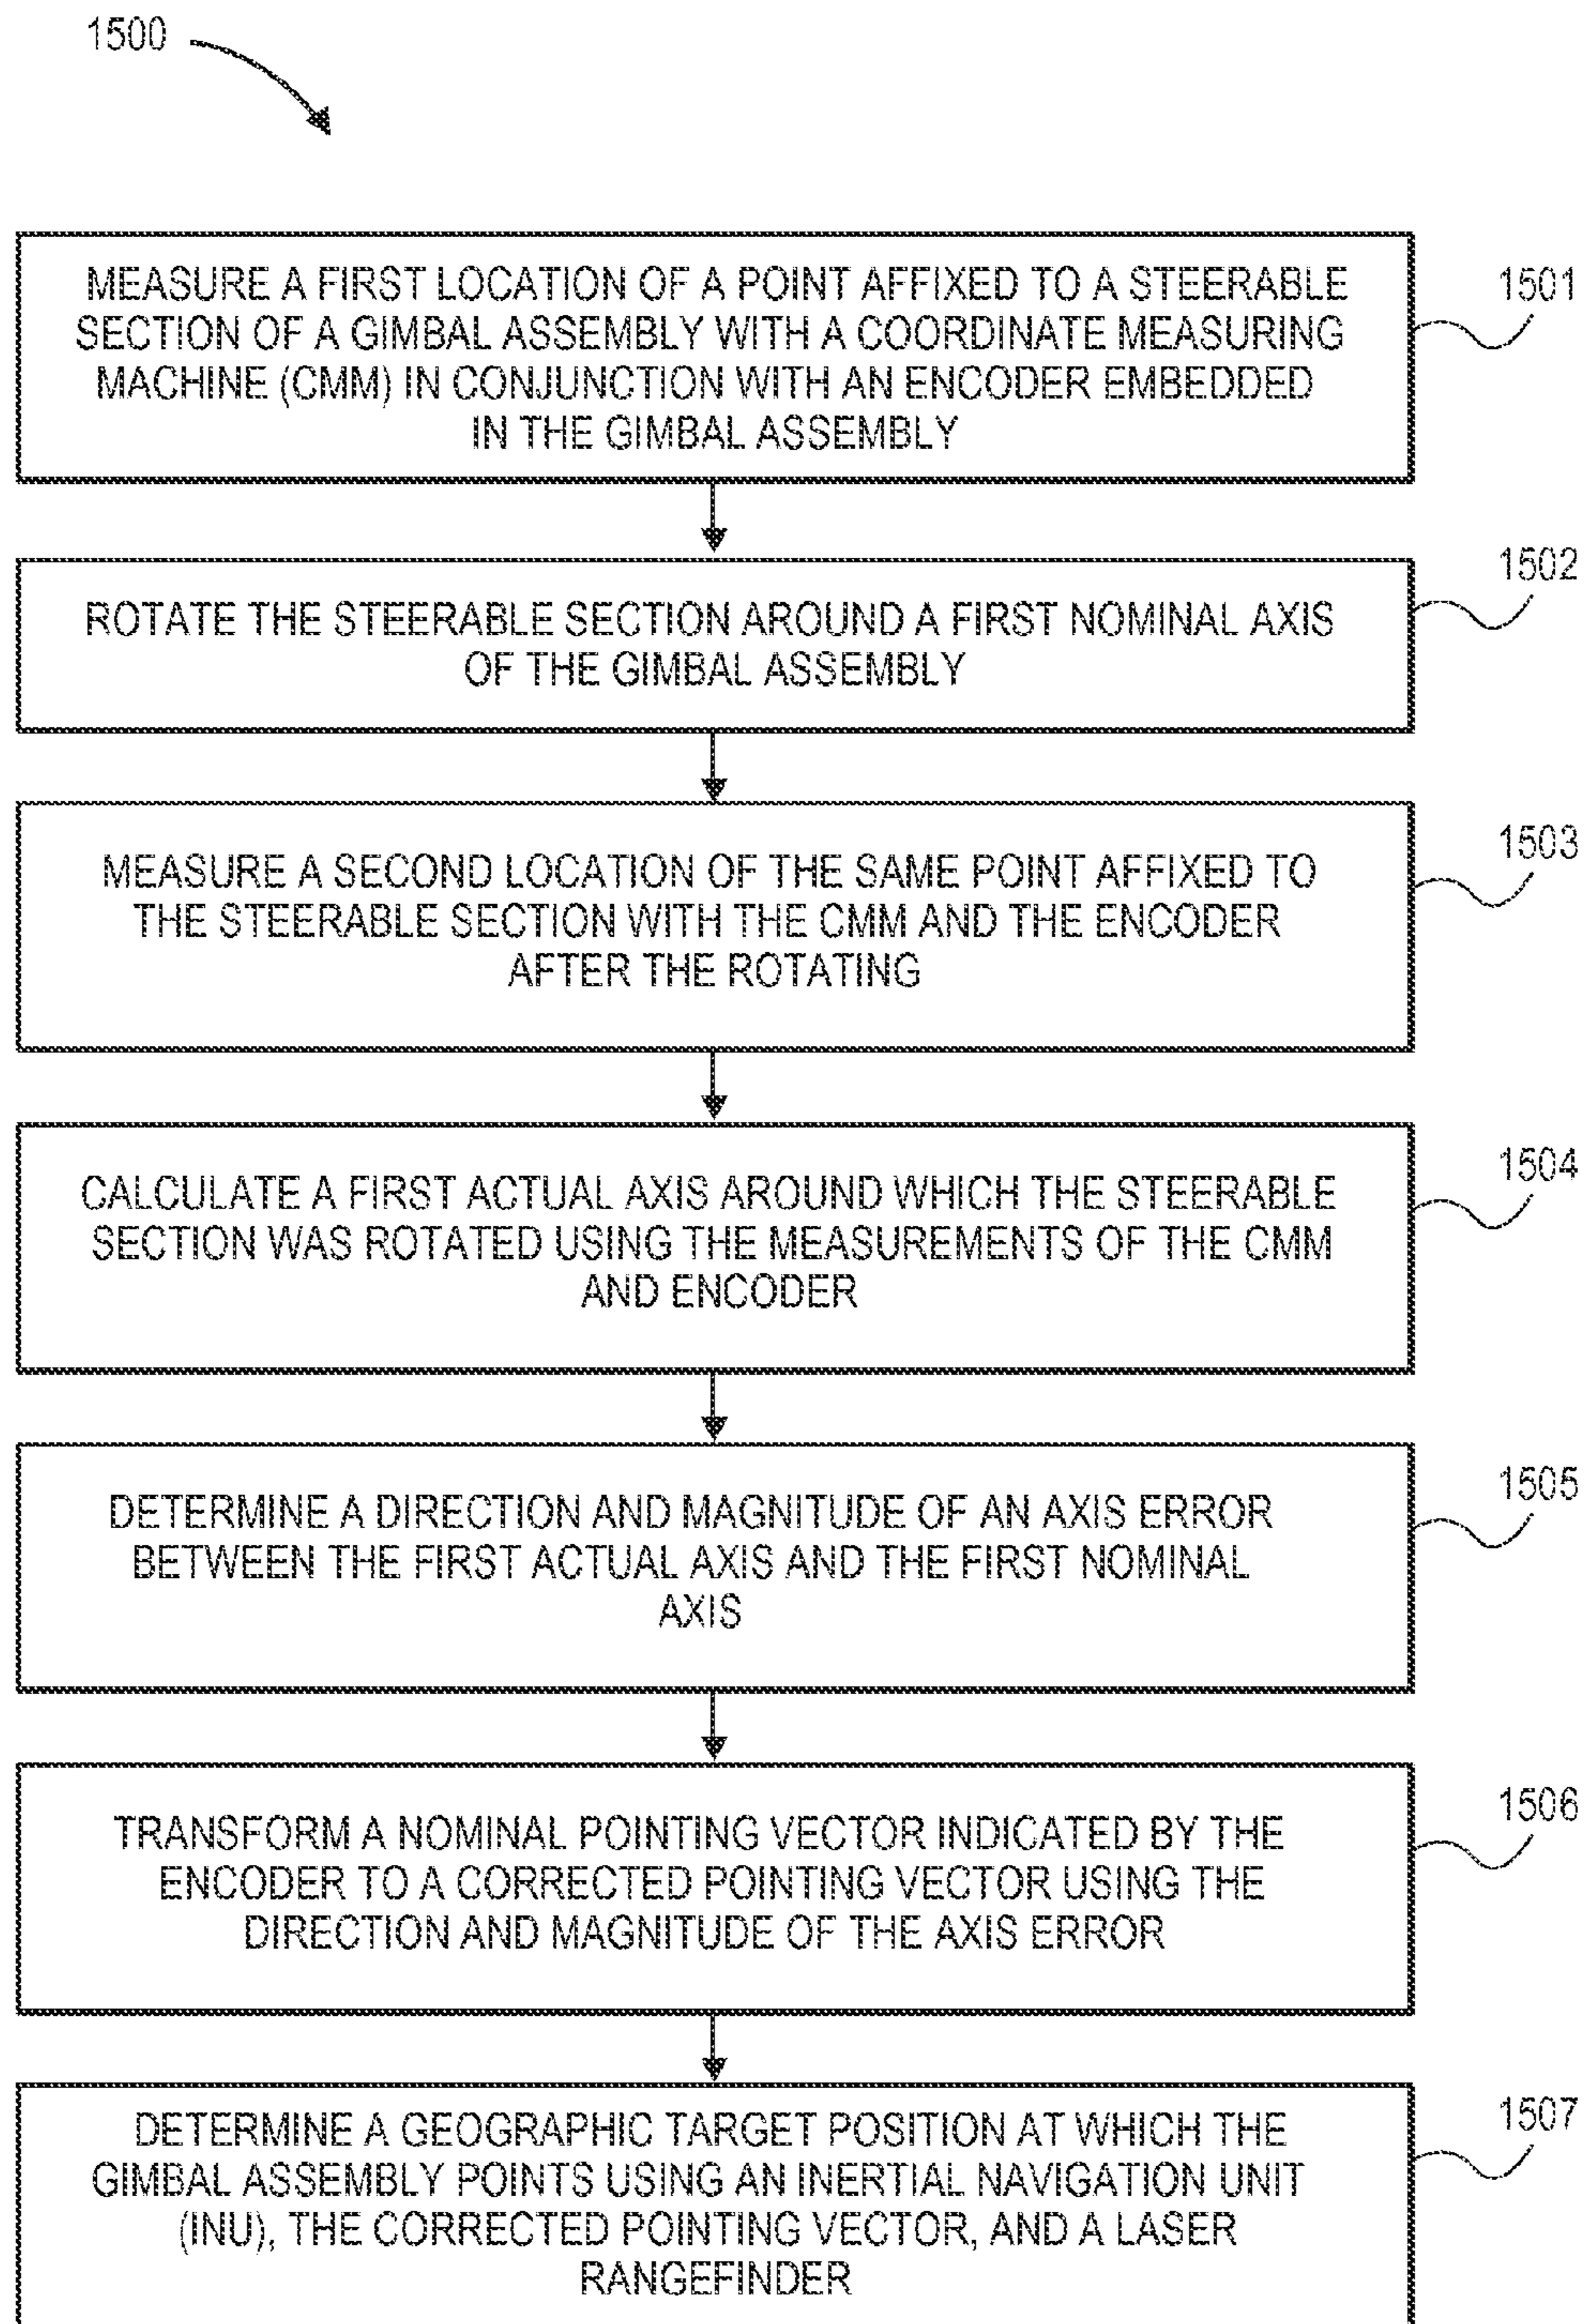 1500
MEASURE A FIRST LOCATION OF A POINT AFFIXED TO A STEERABLE
SECTION OF A GIMBAL ASSEMBLY WITH A COORDINATE MEASURING
MACHINE (CMM) IN CONJUNCTION WITH AN ENCODER EMBEDDED
IN THE GIMBAL ASSEMBLY
1501
ROTATE THE STEERABLE SECTION AROUND A FIRST NOMINAL AXIS
OF THE GIMBAL ASSEMBLY
1502
MEASURE A SECOND LOCATION OF THE SAME POINT AFFIXED TO
THE STEERABLE SECTION WITH THE CMM AND THE ENCODER
AFTER THE ROTATING
1503
CALCULATE A FIRST ACTUAL AXIS AROUND WHICH THE STEERABLE
SECTION WAS ROTATED USING THE MEASUREMENTS OF THE CMM
AND ENCODER
1504
DETERMINE A DIRECTION AND MAGNITUDE OF AN AXIS ERROR
BETWEEN THE FIRST ACTUAL AXIS AND THE FIRST NOMINAL
AXIS
1505
TRANSFORM A NOMINAL POINTING VECTOR INDICATED BY THE
ENCODER TO A CORRECTED POINTING VECTOR USING THE
DIRECTION AND MAGNITUDE OF THE AXIS ERROR
1506
DETERMINE A GEOGRAPHIC TARGET POSITION AT WHICH THE
GIMBAL ASSEMBLY POINTS USING AN INERTIAL NAVIGATION UNIT
(INU), THE CORRECTED POINTING VECTOR, AND A LASER
RANGEFINDER
1507